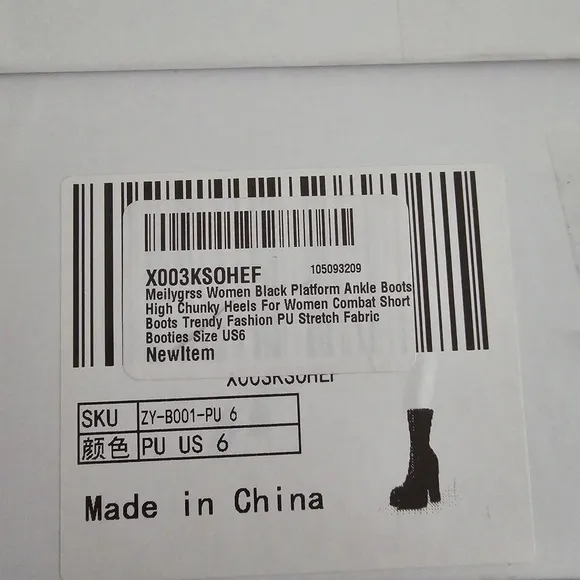 X003KSOHEF 105093209
Meilygrss Women Black Platform Ankle Boots
High Chunky Heels For Women Combat Short
Boots Trendy Fashion PU Stretch Fabric
Booties Size US6
NewItem
X003KSOHEF
SKU ZY-B001-PU 6
颜色 PU US 6
Made in China